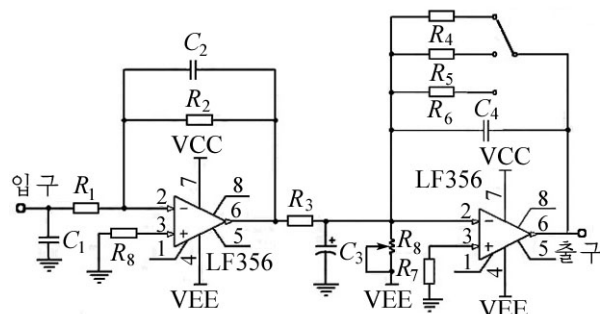 R4
C2
R5
R2
R6
C4
VCC
VCC
7
8
LF356
7
8
입구
R1
2
−
6
R3
2
−
6
3
+
5
3
+
5
출구
C1
R8
1
4
LF356
C3
R8
R7
1
4
VEE
VEE
VEE